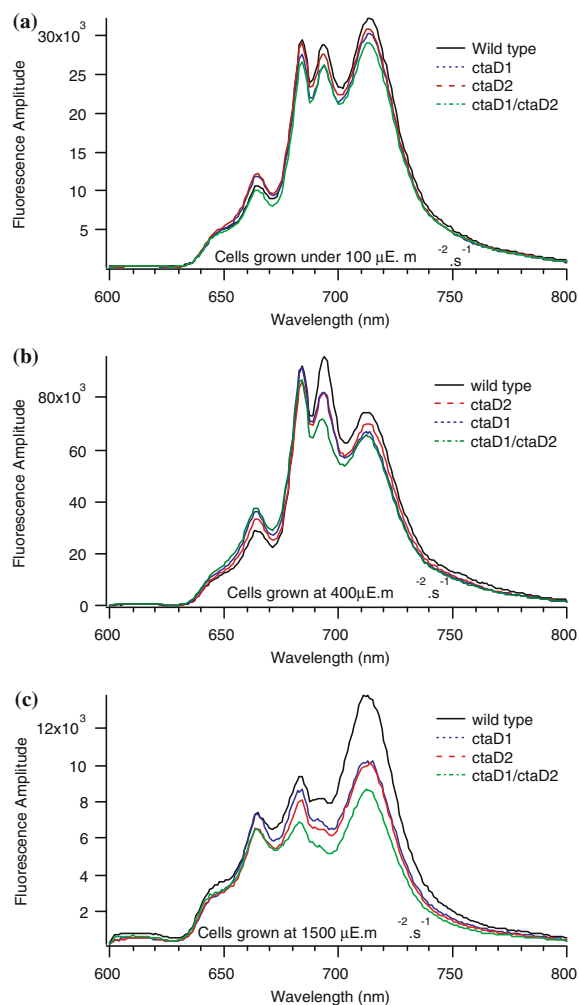 (a)
30x10³
25
20
15
10
5
Fluorescence Amplitude
Wild type
ctaD1
ctaD2
ctaD1/ctaD2
Cells grown under 100 µE. m⁻².s⁻¹
600
650
700
750
800
Wavelength (nm)
(b)
80x10³
60
40
20
0
Fluorescence Amplitude
wild type
ctaD2
ctaD1
ctaD1/ctaD2
Cells grown at 400µE.m⁻².s⁻¹
600
650
700
750
800
Wavelength (nm)
(c)
12x10³
10
8
6
4
2
Fluorescence Amplitude
wild type
ctaD1
ctaD2
ctaD1/ctaD2
Cells grown at 1500 µE.m⁻².s⁻¹
600
650
700
750
800
Wavelength (nm)